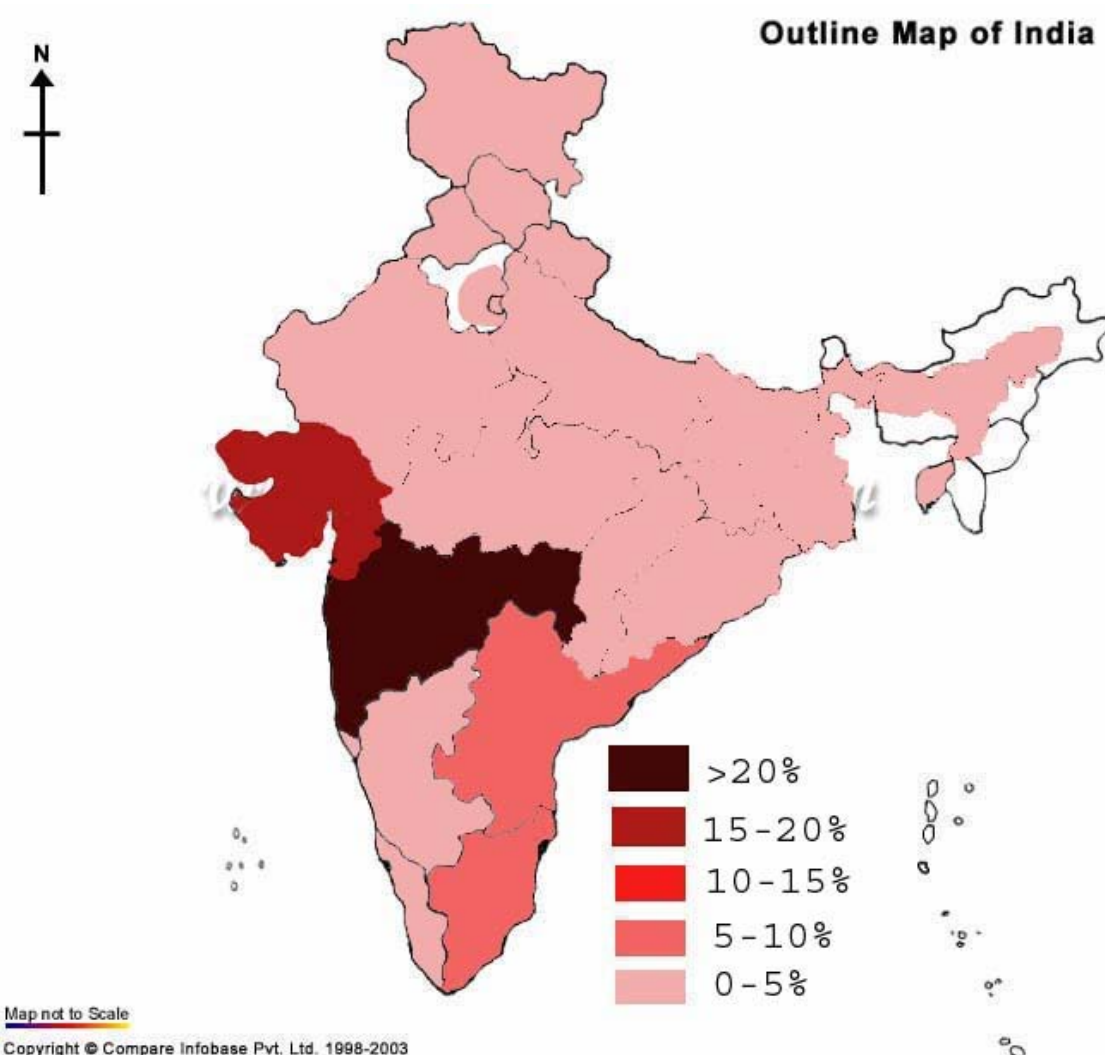 Outline Map of India
N
>20%
15-20%
10-15%
5-10%
0-5%
Map not to Scale
Copyright © Compare Infobase Pvt. Ltd. 1998-2003